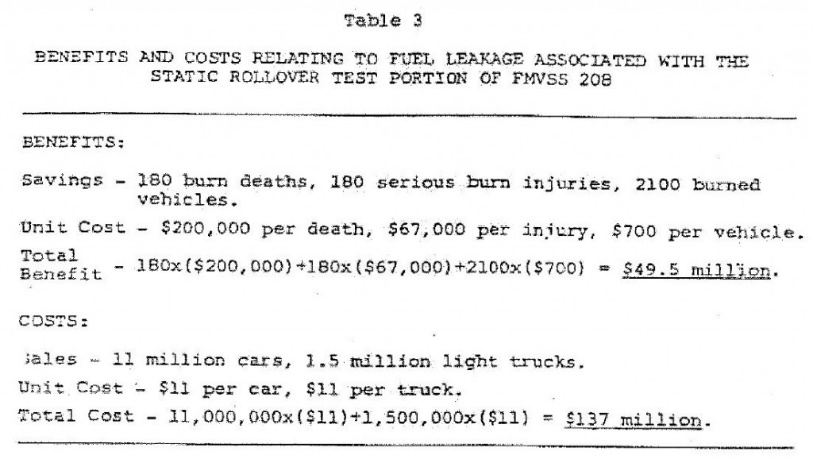 Table 3
BENEFITS AND COSTS RELATING TO FUEL LEAKAGE ASSOCIATED WITH THE
STATIC ROLLOVER TEST PORTION OF FMVSS 208
BENEFITS:
Savings - 180 burn deaths, 180 serious burn injuries, 2100 burned
vehicles.
Unit Cost - $200,000 per death, $67,000 per injury, $700 per vehicle.
Total
Benefit - 180x($200,000)+180x($67,000)+2100x($700) = $49.5 million.
COSTS:
Sales - 11 million cars, 1.5 million light trucks.
Unit Cost - $11 per car, $11 per truck.
Total Cost - 11,000,000x($11)+1,500,000x($11) = $137 million.